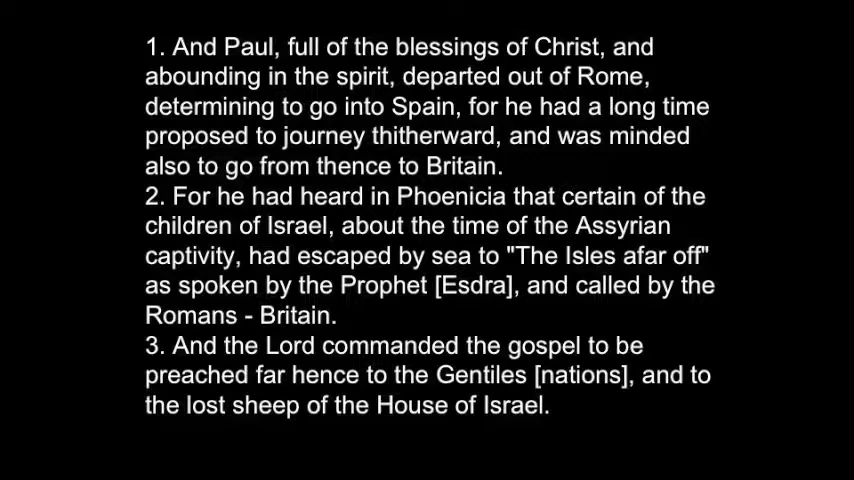 1. And Paul, full of the blessings of Christ, and
abounding in the spirit, departed out of Rome,
determining to go into Spain, for he had a long time
proposed to journey thitherward, and was minded
also to go from thence to Britain.
2. For he had heard in Phoenicia that certain of the
children of Israel, about the time of the Assyrian
captivity, had escaped by sea to "The Isles afar off"
as spoken by the Prophet [Esdra], and called by the
Romans - Britain.
3. And the Lord commanded the gospel to be
preached far hence to the Gentiles [nations], and to
the lost sheep of the House of Israel.